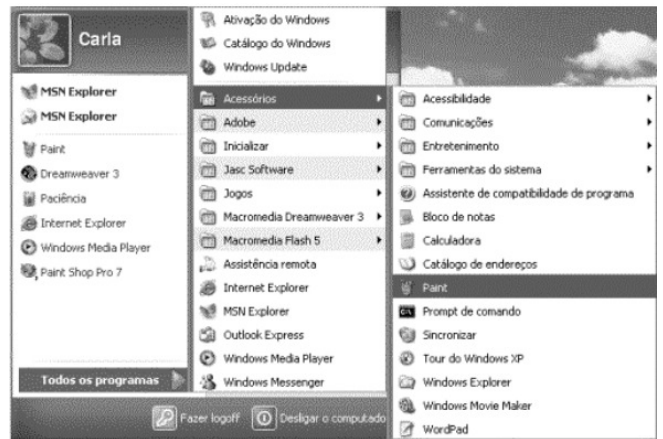 Carla
MSN Explorer
MSN Explorer
Paint
Dreamweaver 3
Paciência
Internet Explorer
Windows Media Player
Paint Shop Pro 7
Todos os programas
Ativação do Windows
Catálogo do Windows
Windows Update
Acessórios
Adobe
Inicializar
Jasc Software
Jogos
Macromedia Dreamweaver 3
Macromedia Flash 5
Assistência remota
Internet Explorer
MSN Explorer
Outlook Express
Windows Media Player
Windows Messenger
Acessibilidade
Comunicações
Entretenimento
Ferramentas do sistema
Assistente de compatibilidade de programa
Bloco de notas
Calculadora
Catálogo de endereços
Paint
Prompt de comando
Sincronizar
Tour do Windows XP
Windows Explorer
Windows Movie Maker
WordPad
Fazer logoff
Desligar o computado